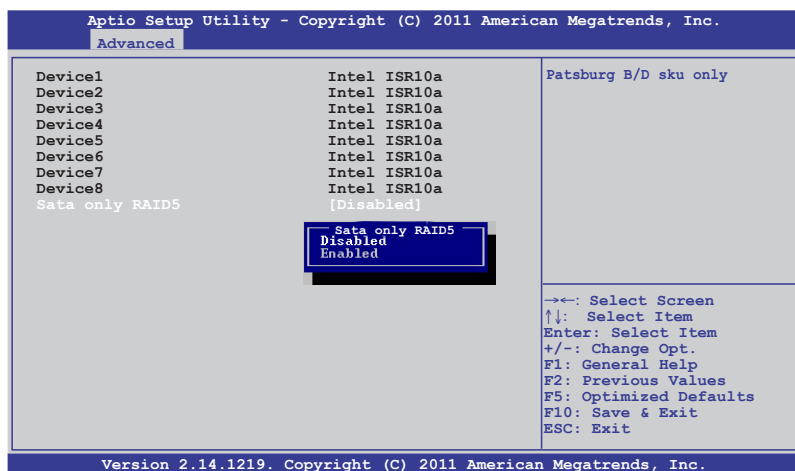 Aptio Setup Utility - Copyright (C) 2011 American Megatrends, Inc.
Advanced
Device1 Intel ISR10a
Device2 Intel ISR10a
Device3 Intel ISR10a
Device4 Intel ISR10a
Device5 Intel ISR10a
Device6 Intel ISR10a
Device7 Intel ISR10a
Device8 Intel ISR10a
Sata only RAID5 [Disabled]
Sata only RAID5
Disabled
Enabled
Patsburg B/D sku only
→←: Select Screen
↑↓: Select Item
Enter: Select Item
+/-: Change Opt.
F1: General Help
F2: Previous Values
F5: Optimized Defaults
F10: Save & Exit
ESC: Exit
Version 2.14.1219. Copyright (C) 2011 American Megatrends, Inc.